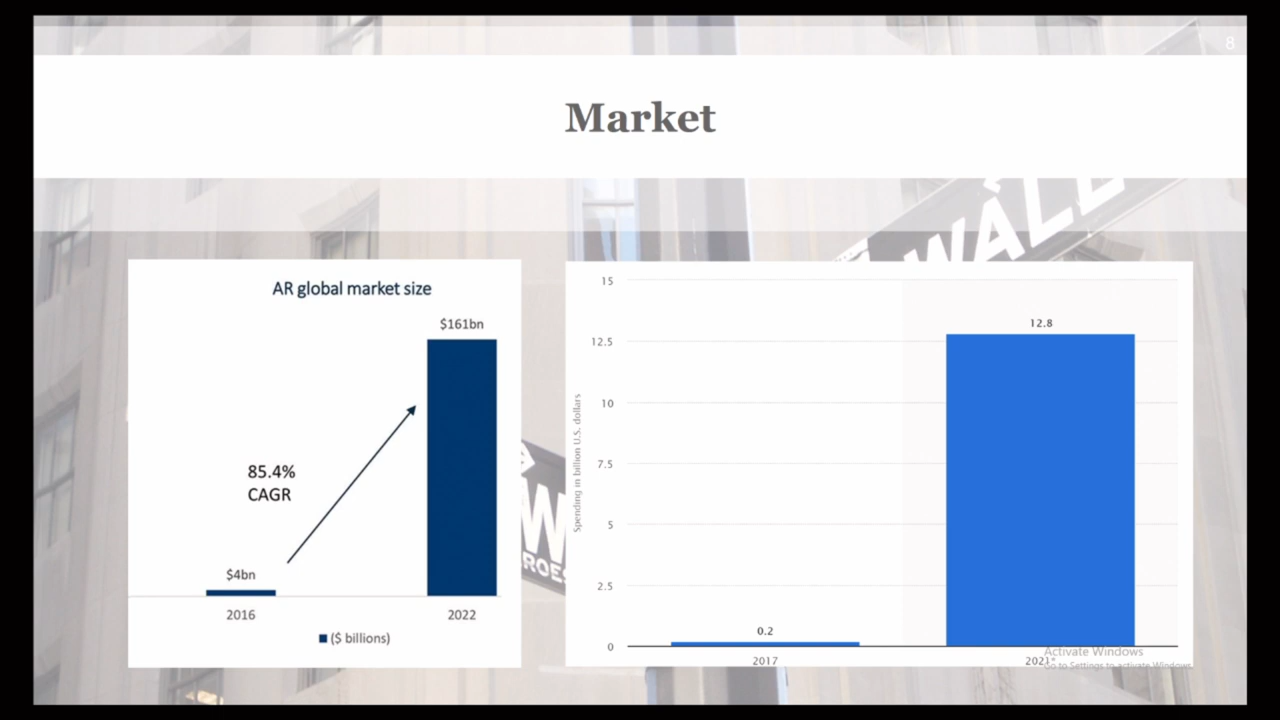 8
Market
WALL
AR global market size
$161bn
85.4%
CAGR
$4bn
2016
2022
($ billions)
W
ROES
Spending in billion U.S. dollars
15
12.5
10
7.5
5
2.5
0
12.8
0.2
2017
2021*
Activate Windows
Go to Settings to activate Windows.